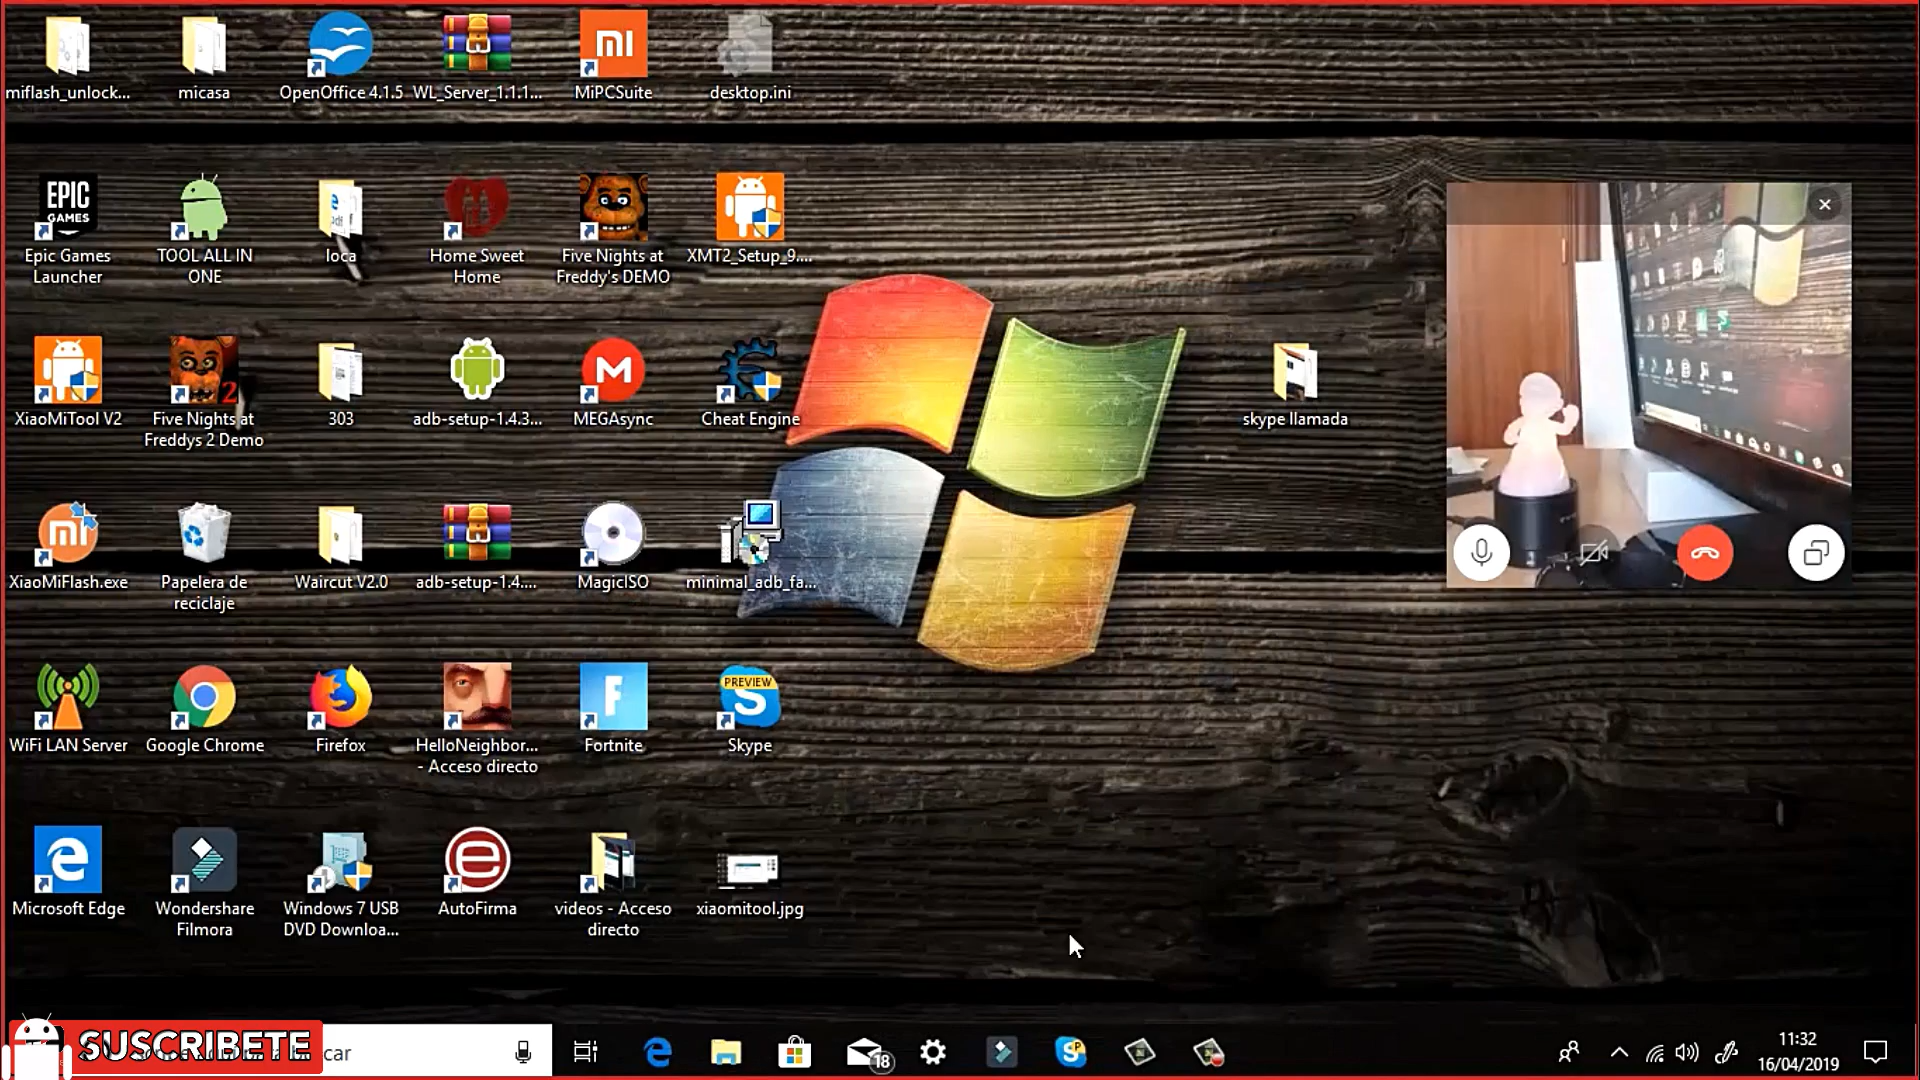 miflash_unlock...
micasa
OpenOffice 4.1.5
WL_Server_1.1.1...
MiPCSuite
desktop.ini
EPIC
GAMES
Epic Games
Launcher
TOOL ALL IN
ONE
loca
Home Sweet
Home
Five Nights at
Freddy's DEMO
XMT2_Setup_9....
XiaoMiTool V2
2
Five Nights at
Freddys 2 Demo
303
adb-setup-1.4.3...
M
MEGAsync
Cheat Engine
skype llamada
XiaoMiFlash.exe
Papelera de
reciclaje
Waircut V2.0
adb-setup-1.4....
MagicISO
minimal_adb_fa...
WiFi LAN Server
Google Chrome
Firefox
HelloNeighbor...
- Acceso directo
F
Fortnite
PREVIEW
S
Skype
Microsoft Edge
Wondershare
Filmora
Windows 7 USB
DVD Downloa...
AutoFirma
videos - Acceso
directo
xiaomitool.jpg
SUSCRIBETE
18
11:32
16/04/2019